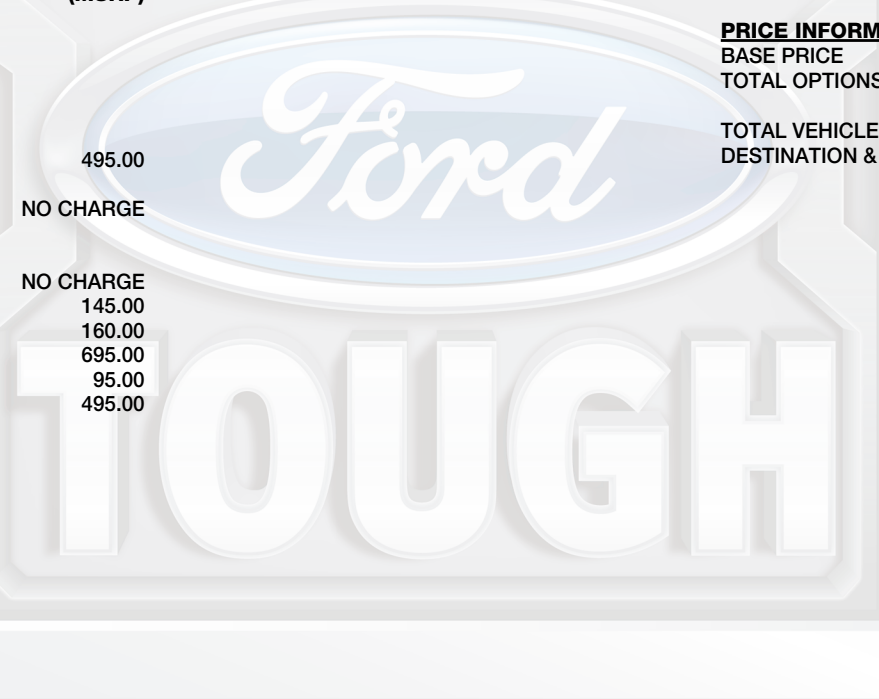 PRICE INFORM
BASE PRICE
TOTAL OPTIONS
TOTAL VEHICLE
DESTINATION &
495.00
NO CHARGE
NO CHARGE
145.00
160.00
695.00
95.00
495.00
Ford
TOUGH